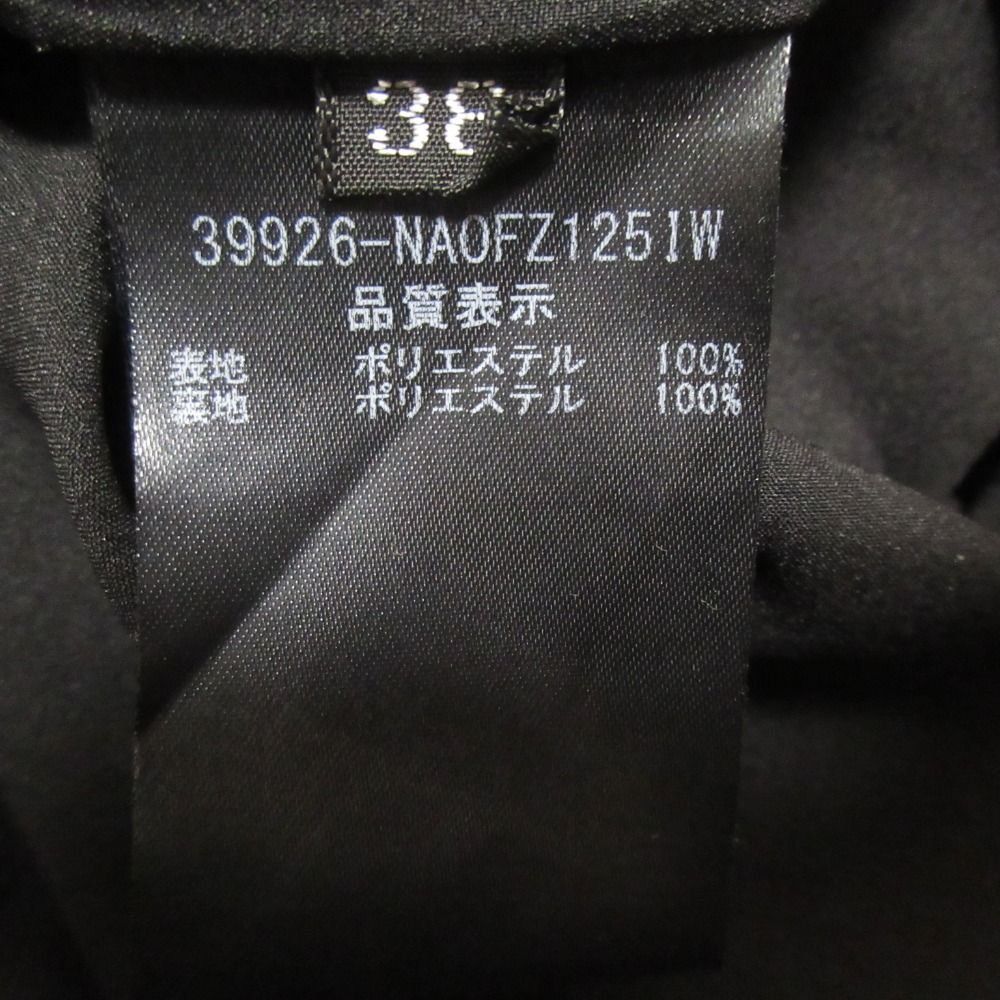 38
39926-NAOFZ1251W
品質表示
表地 ポリエステル 100%
裏地 ポリエステル 100%